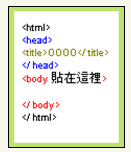 <html>
<head>
<title>OOOO</title>
</head>
<body 貼在這裡>
</body>
</html>